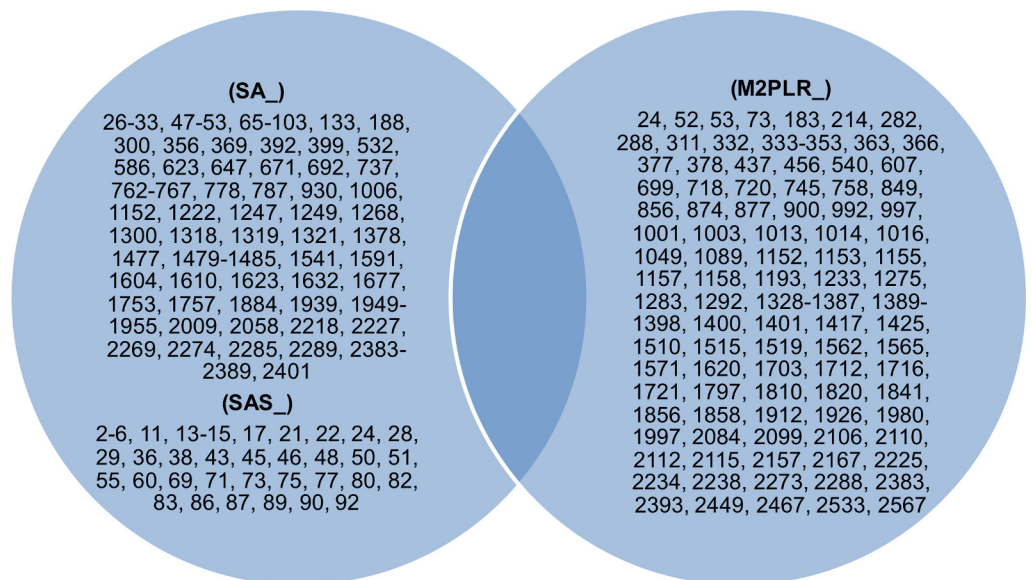 (SA_)
26-33, 47-53, 65-103, 133, 188,
300, 356, 369, 392, 399, 532,
586, 623, 647, 671, 692, 737,
762-767, 778, 787, 930, 1006,
1152, 1222, 1247, 1249, 1268,
1300, 1318, 1319, 1321, 1378,
1477, 1479-1485, 1541, 1591,
1604, 1610, 1623, 1632, 1677,
1753, 1757, 1884, 1939, 1949-
1955, 2009, 2058, 2218, 2227,
2269, 2274, 2285, 2289, 2383-
2389, 2401
(SAS_)
2-6, 11, 13-15, 17, 21, 22, 24, 28,
29, 36, 38, 43, 45, 46, 48, 50, 51,
55, 60, 69, 71, 73, 75, 77, 80, 82,
83, 86, 87, 89, 90, 92
(M2PLR_)
24, 52, 53, 73, 183, 214, 282,
288, 311, 332, 333-353, 363, 366,
377, 378, 437, 456, 540, 607,
699, 718, 720, 745, 758, 849,
856, 874, 877, 900, 992, 997,
1001, 1003, 1013, 1014, 1016,
1049, 1089, 1152, 1153, 1155,
1157, 1158, 1193, 1233, 1275,
1283, 1292, 1328-1387, 1389-
1398, 1400, 1401, 1417, 1425,
1510, 1515, 1519, 1562, 1565,
1571, 1620, 1703, 1712, 1716,
1721, 1797, 1810, 1820, 1841,
1856, 1858, 1912, 1926, 1980,
1997, 2084, 2099, 2106, 2110,
2112, 2115, 2157, 2167, 2225,
2234, 2238, 2273, 2288, 2383,
2393, 2449, 2467, 2533, 2567